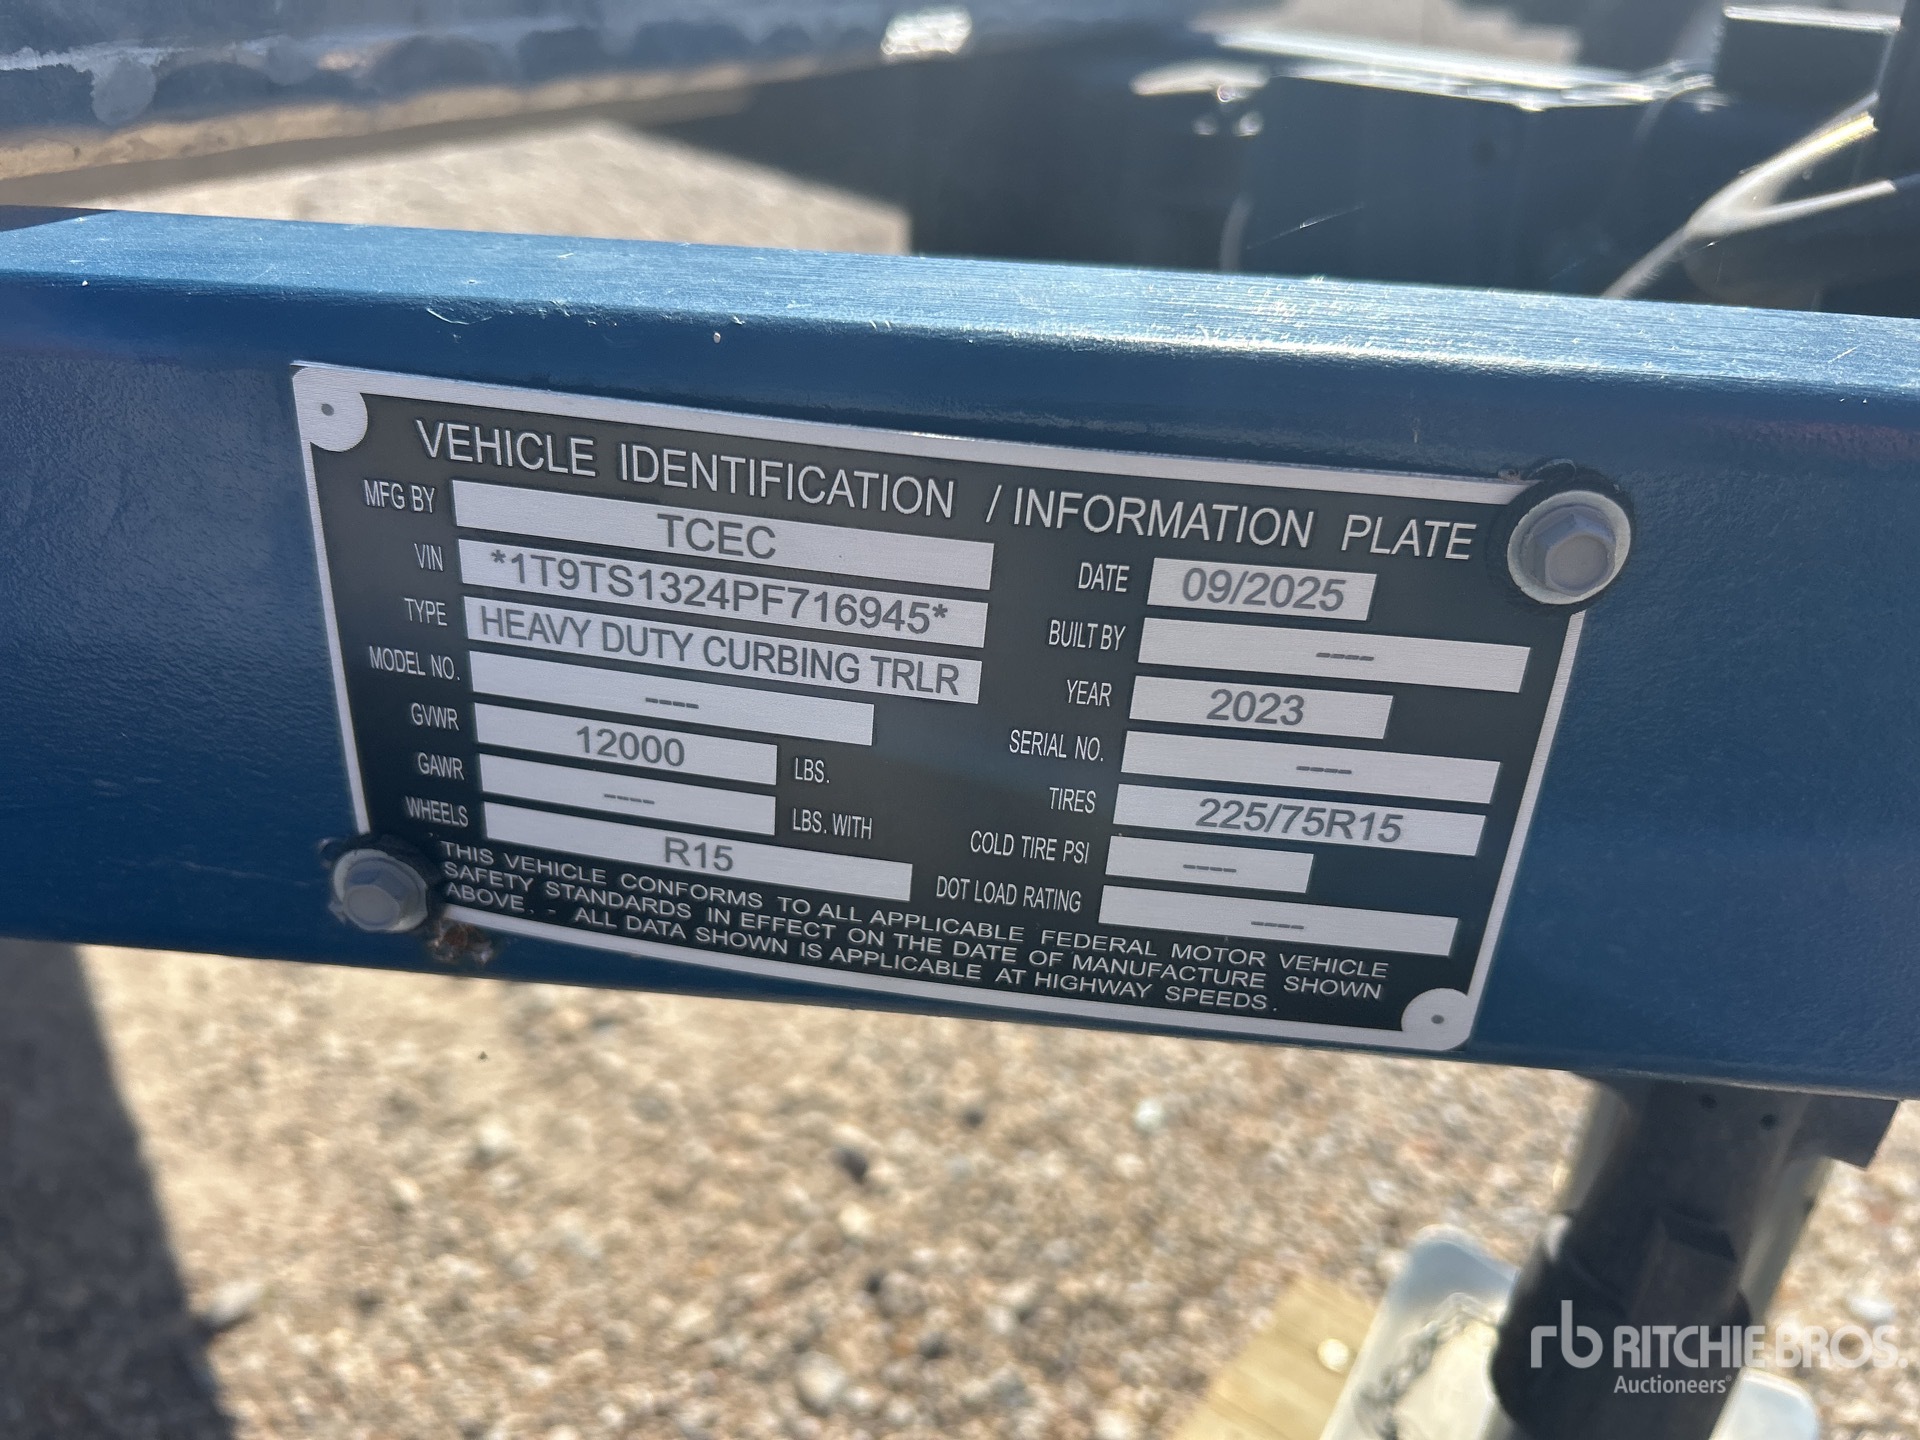 VEHICLE IDENTIFICATION / INFORMATION PLATE
MFG BY TCEC
VIN *1T9TS1324PF716945*
TYPE HEAVY DUTY CURBING TRLR
MODEL NO. ----
GVWR 12000 LBS.
GAWR ---- LBS. WITH
WHEELS R15
DATE 09/2025
BUILT BY ----
YEAR 2023
SERIAL NO. ----
TIRES 225/75R15
COLD TIRE PSI ----
DOT LOAD RATING ----
THIS VEHICLE CONFORMS TO ALL APPLICABLE FEDERAL MOTOR VEHICLE
SAFETY STANDARDS IN EFFECT ON THE DATE OF MANUFACTURE SHOWN
ABOVE. - ALL DATA SHOWN IS APPLICABLE AT HIGHWAY SPEEDS.
rb RITCHIE BROS.
Auctioneers®